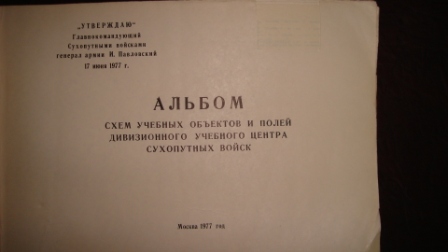 „УТВЕРЖДАЮ"
Главнокомандующий
Сухопутными войсками
генерал армии И. Павловский
17 июня 1977 г.
АЛЬБОМ
СХЕМ УЧЕБНЫХ ОБЪЕКТОВ И ПОЛЕЙ
ДИВИЗИОННОГО УЧЕБНОГО ЦЕНТРА
СУХОПУТНЫХ ВОЙСК
Москва 1977 год